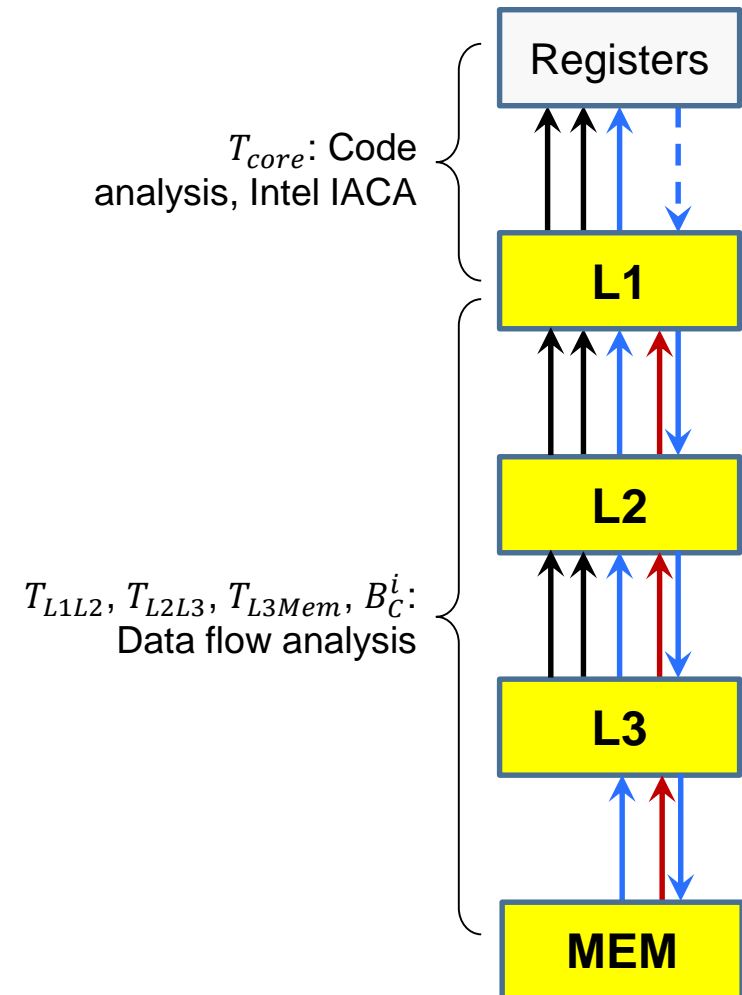 Registers
T_core: Code
analysis, Intel IACA
L1
L2
T_L1L2, T_L2L3, T_L3Mem, B_C^i:
Data flow analysis
L3
MEM